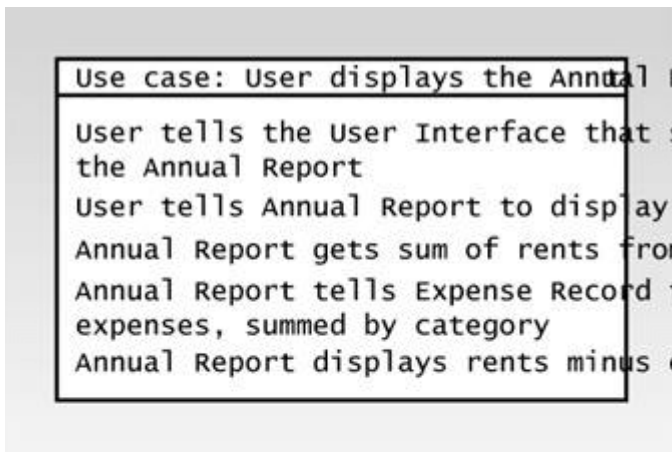 Use case: User displays the Annual
User tells the User Interface that
the Annual Report
User tells Annual Report to display
Annual Report gets sum of rents from
Annual Report tells Expense Record
expenses, summed by category
Annual Report displays rents minus